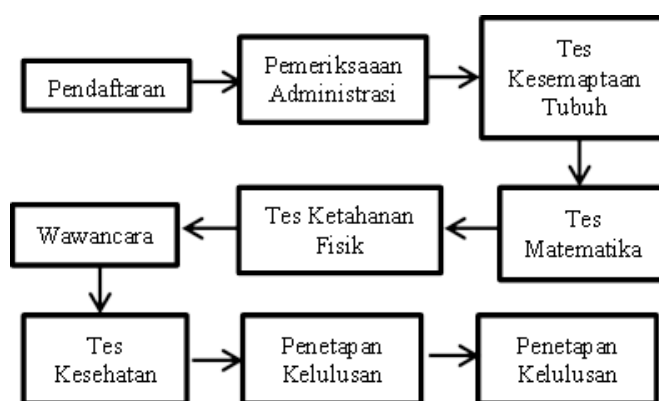 Pendaftaran
Pemeriksaaan
Administrasi
Tes
Kesemaptaan
Tubuh
Tes
Matematika
Tes Ketahanan
Fisik
Wawancara
Tes
Kesehatan
Penetapan
Kelulusan
Penetapan
Kelulusan